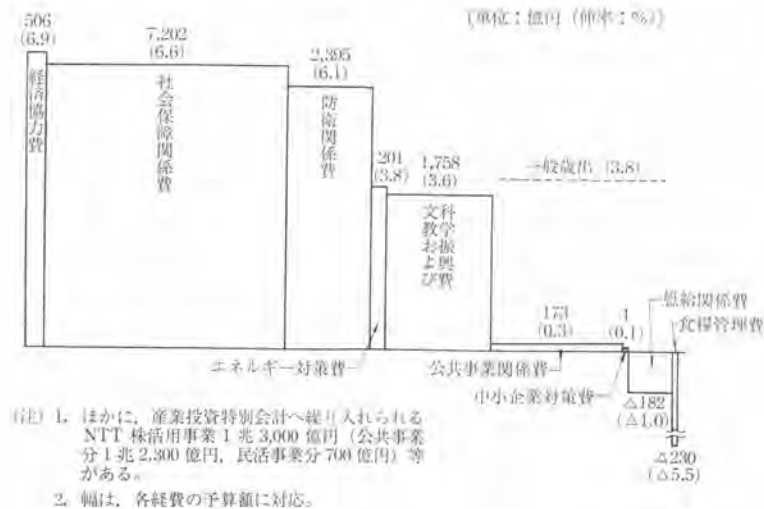 (単位:億円(伸率:%))
506
(6.9)
7,202
(6.6)
2,395
(6.1)
201
(3.8)
1,758
(3.6)
一般歳出 (3.8)
173
(0.3)
1
(0.1)
経済協力費
社会保障関係費
防衛関係費
文教および
科学振興費
エネルギー対策費
公共事業関係費
中小企業対策費
恩給関係費
食糧管理費
△182
(△1.0)
△230
(△5.5)
(注) 1. ほかに,産業投資特別会計へ繰り入れられる
NTT 株活用事業 1 兆 3,000 億円(公共事業
分 1 兆 2,300 億円,民活事業分 700 億円)等
がある。
2. 幅は,各経費の予算額に対応。